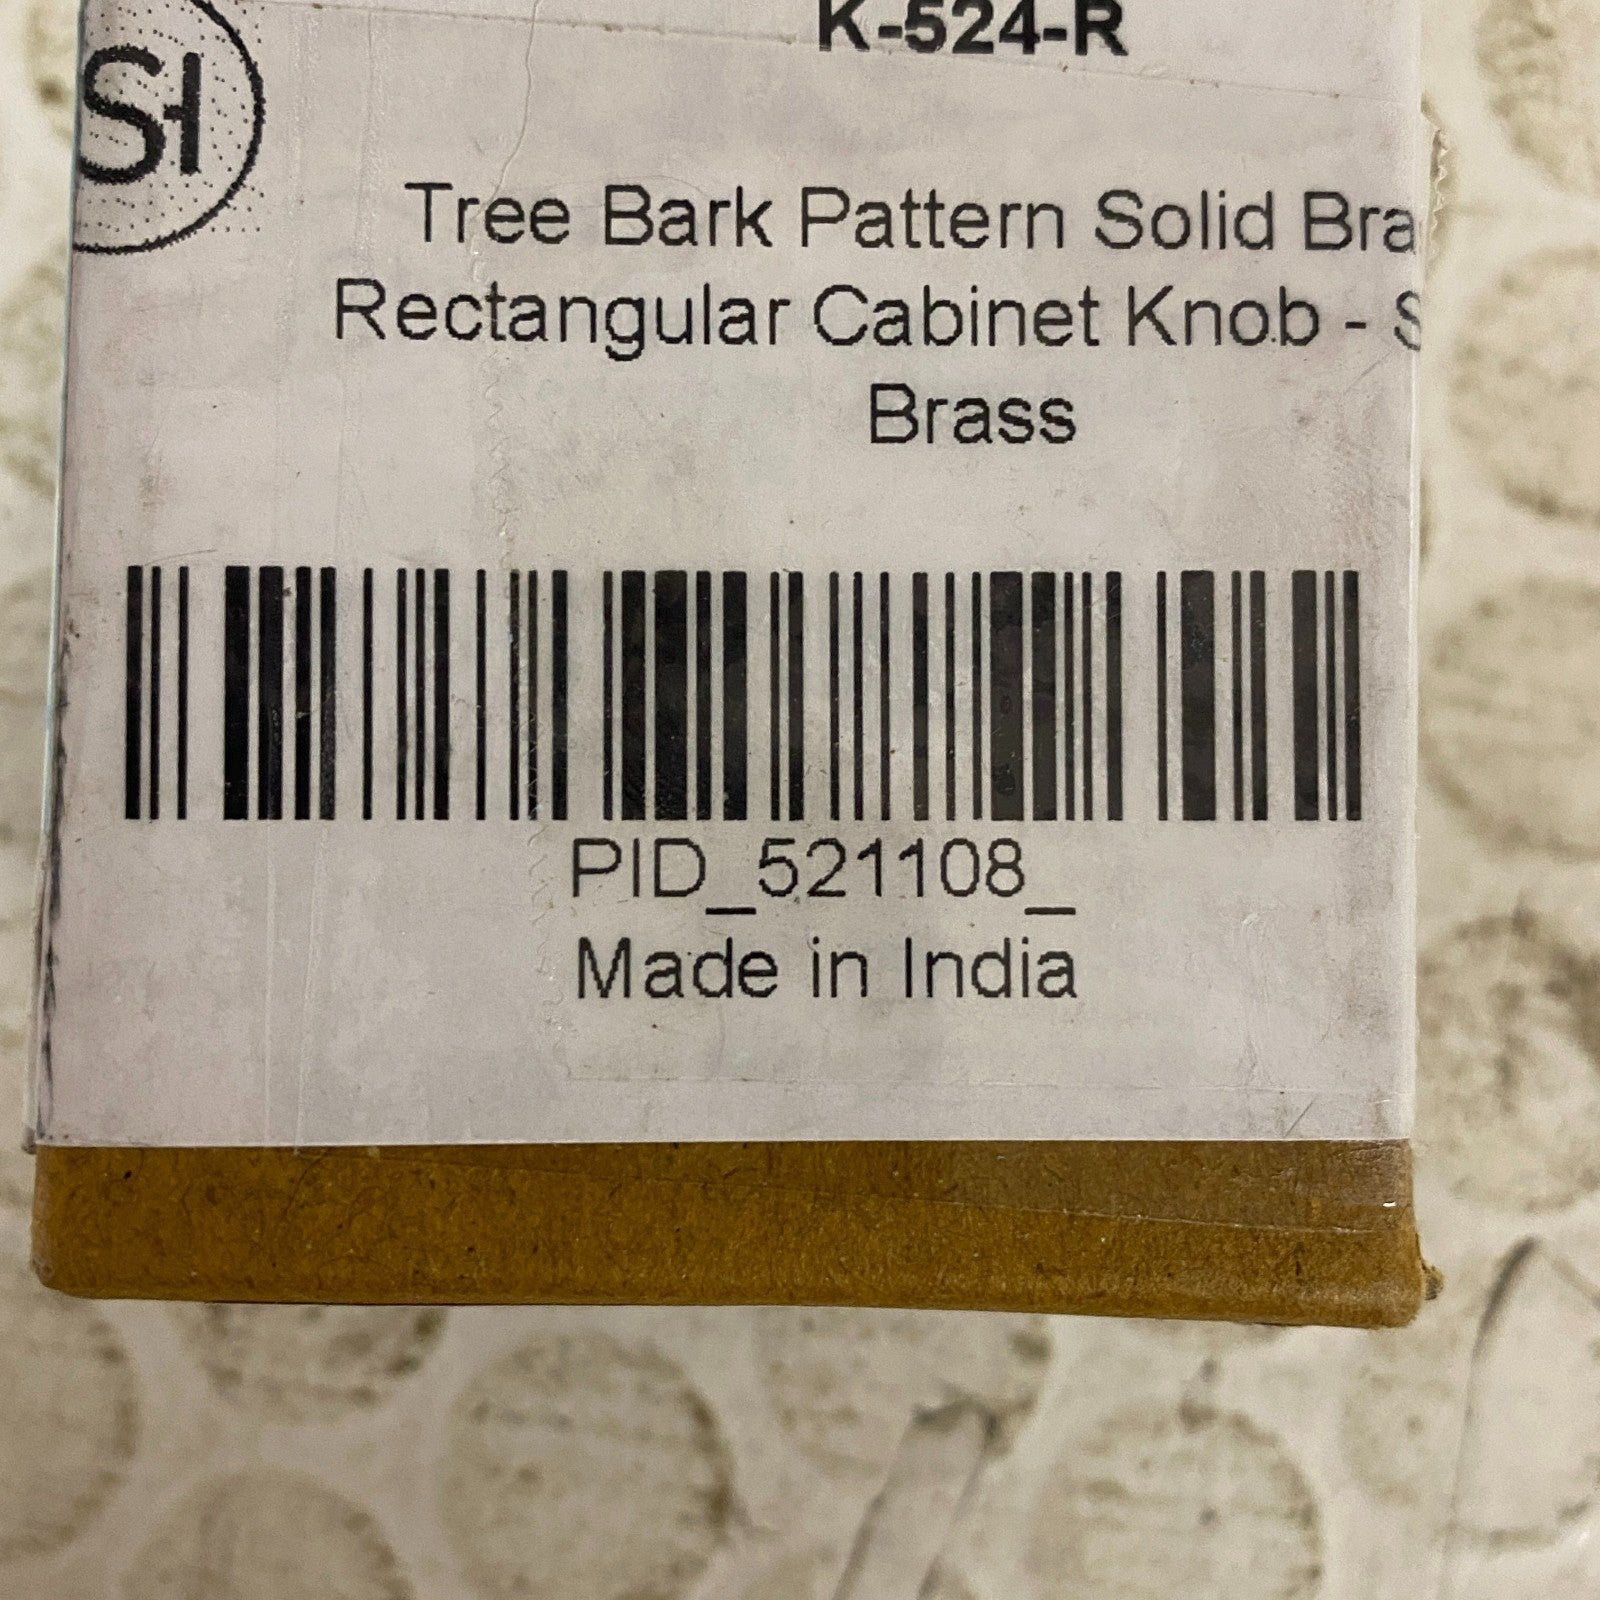 K-524-R
SH
Tree Bark Pattern Solid Bra
Rectangular Cabinet Knob - S
Brass
PID_521108_
Made in India